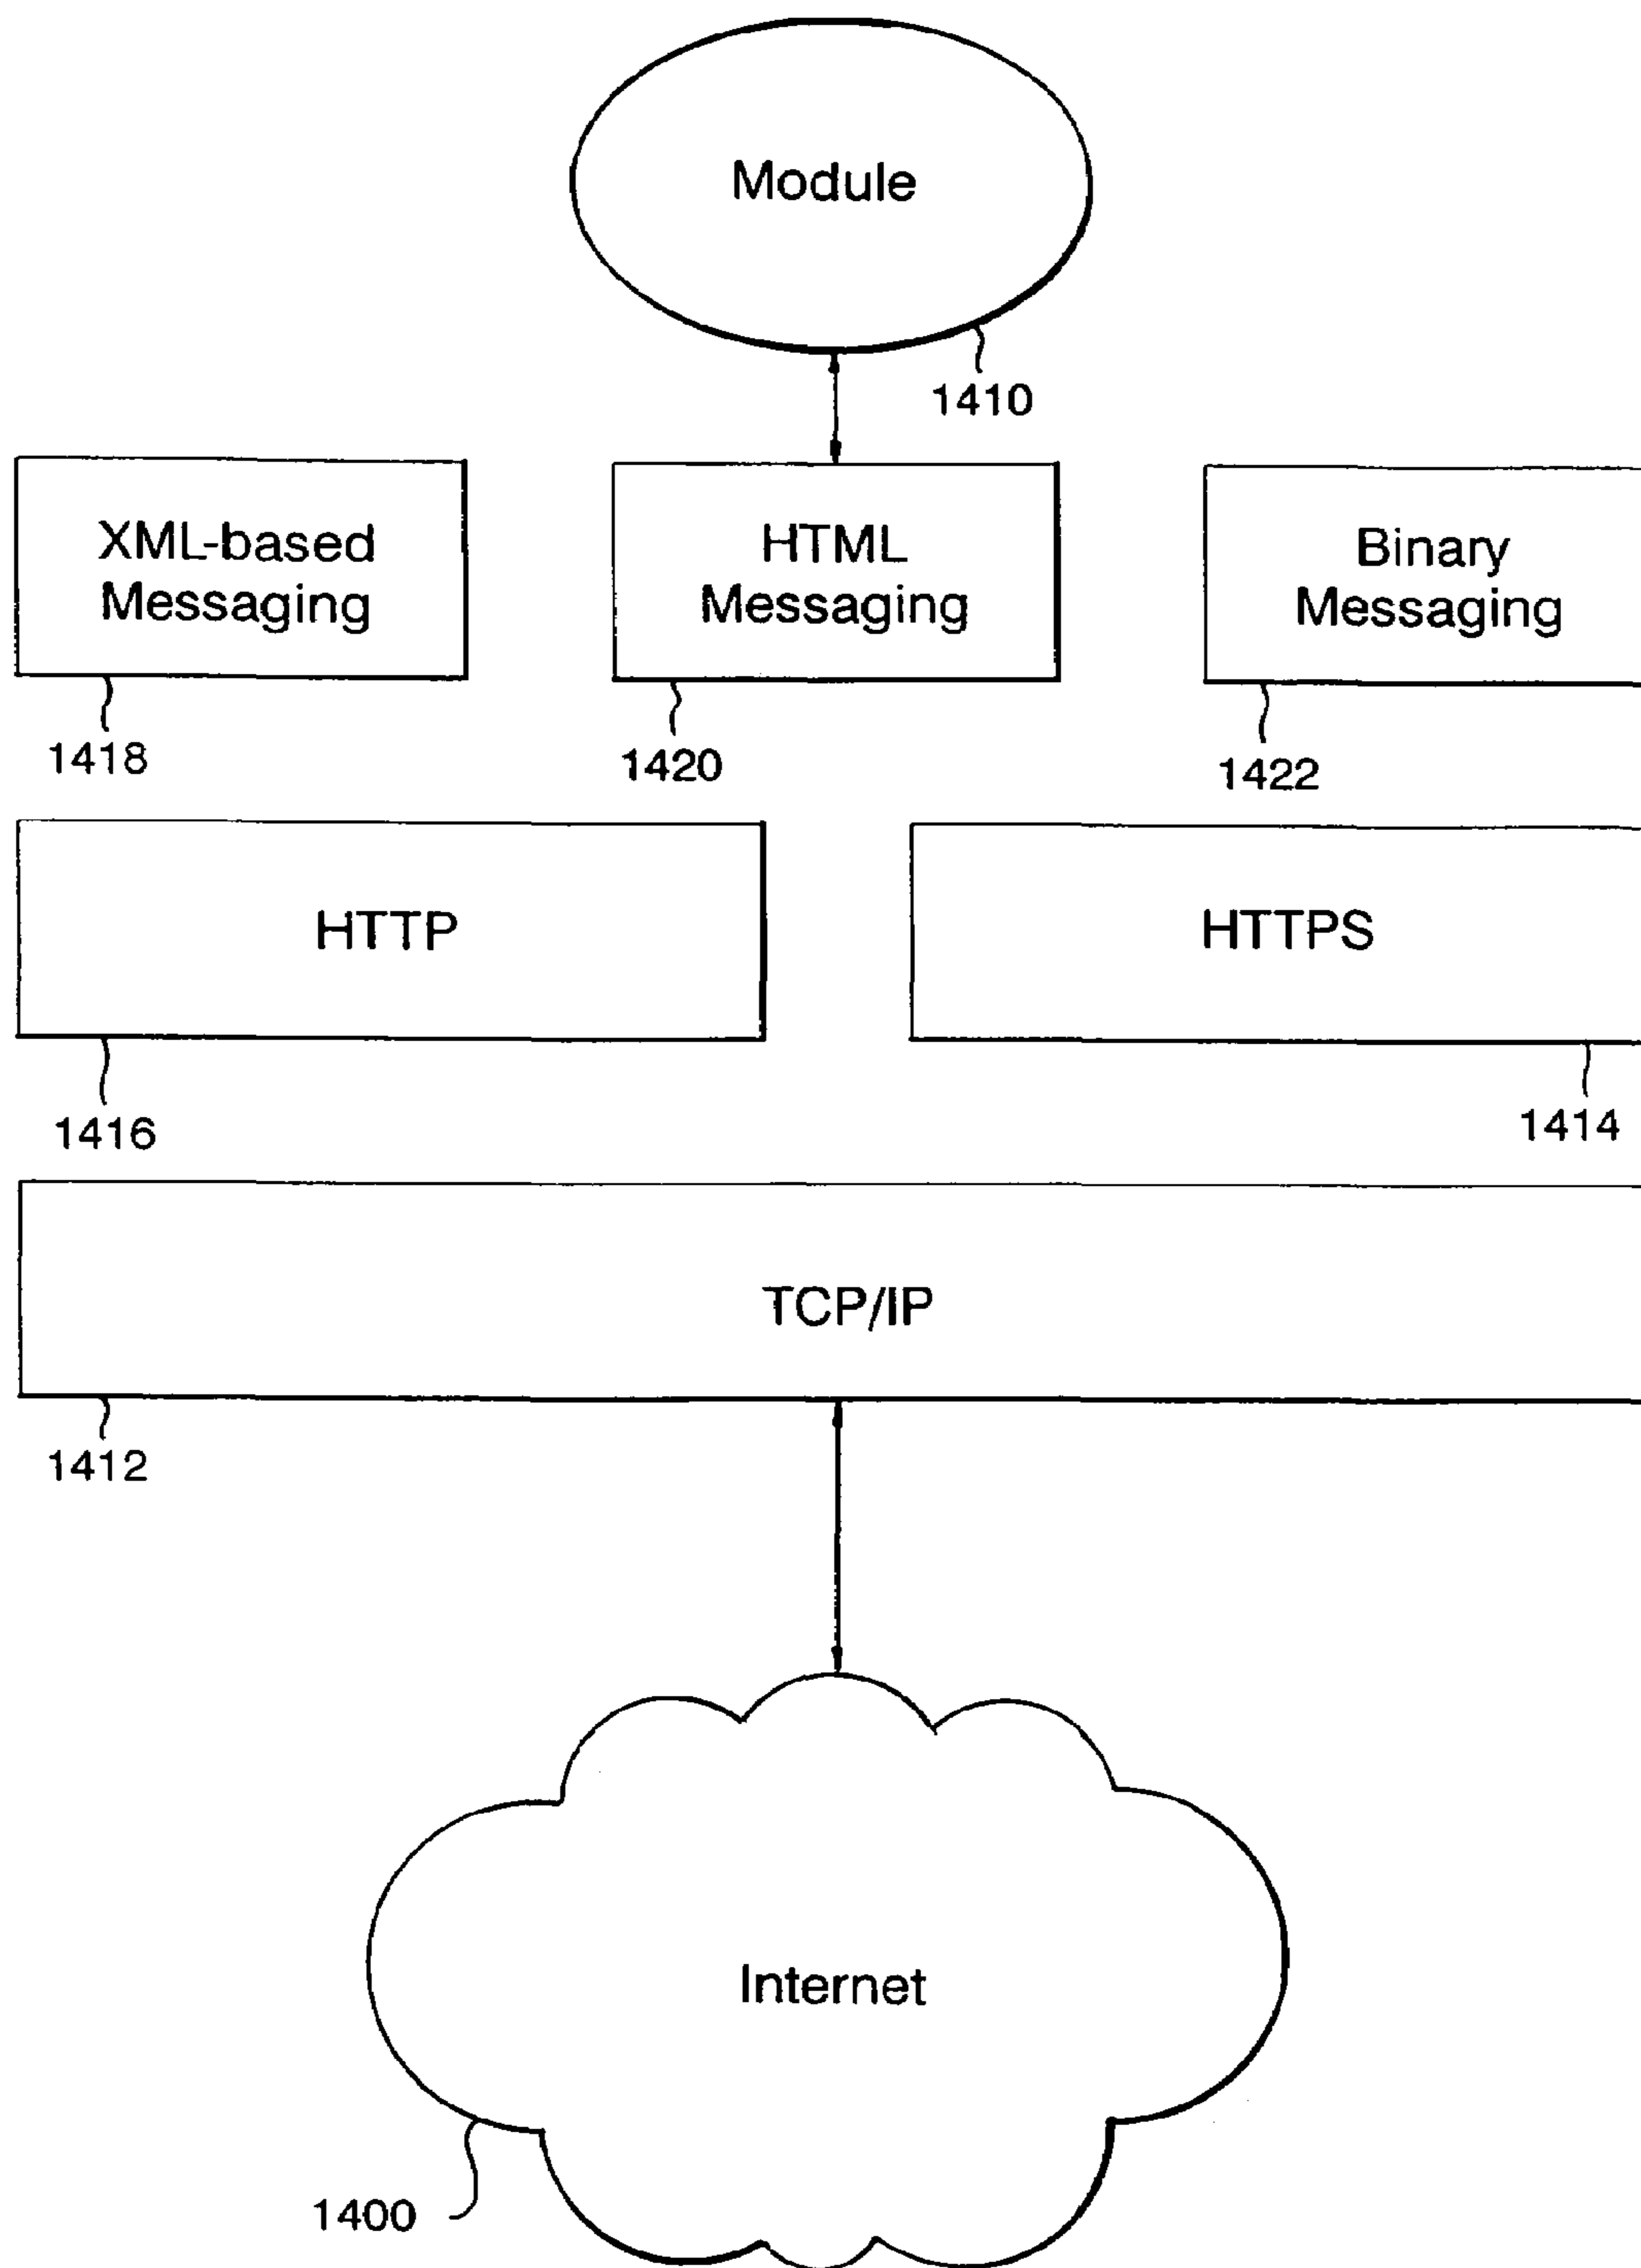 Module
1410
XML-based
Messaging
HTML
Messaging
Binary
Messaging
1418
1420
1422
HTTP
HTTPS
1416
1414
TCP/IP
1412
Internet
1400